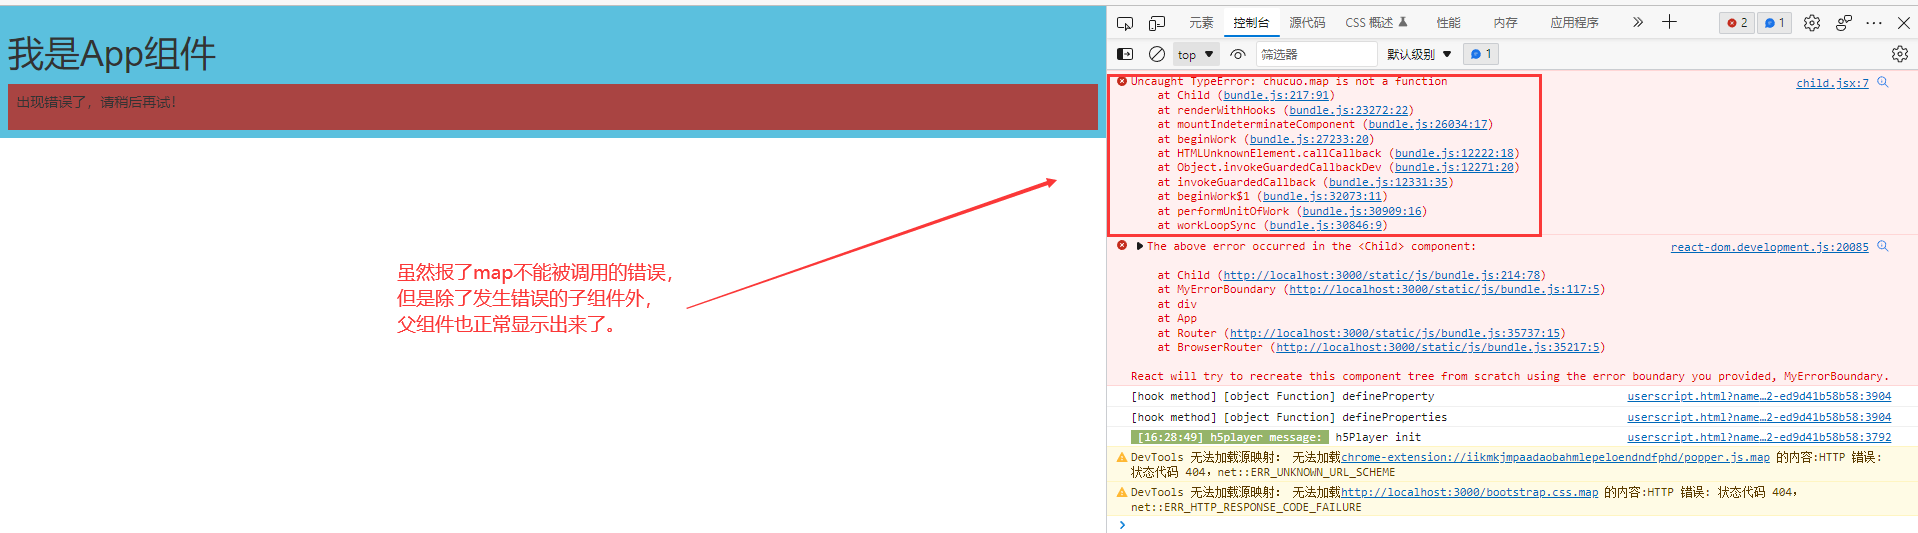 我是App组件
出现错误了，请稍后再试!
虽然报了map不能被调用的错误，
但是除了发生错误的子组件外，
父组件也正常显示出来了。
元素 控制台 源代码 CSS 概述 性能 内存 应用程序 2 1
top 筛选器 默认级别 1
Uncaught TypeError: chucuo.map is not a function child.jsx:7
at Child (bundle.js:217:91)
at renderWithHooks (bundle.js:23272:22)
at mountIndeterminateComponent (bundle.js:26034:17)
at beginWork (bundle.js:27233:20)
at HTMLUnknownElement.callCallback (bundle.js:12222:18)
at Object.invokeGuardedCallbackDev (bundle.js:12271:20)
at invokeGuardedCallback (bundle.js:12331:35)
at beginWork$1 (bundle.js:32073:11)
at performUnitOfWork (bundle.js:30909:16)
at workLoopSync (bundle.js:30846:9)
The above error occurred in the <Child> component: react-dom.development.js:20085
at Child (http://localhost:3000/static/js/bundle.js:214:78)
at MyErrorBoundary (http://localhost:3000/static/js/bundle.js:117:5)
at div
at App
at Router (http://localhost:3000/static/js/bundle.js:35737:15)
at BrowserRouter (http://localhost:3000/static/js/bundle.js:35217:5)
React will try to recreate this component tree from scratch using the error boundary you provided, MyErrorBoundary.
[hook method] [object Function] defineProperty userscript.html?name…2-ed9d41b58b58:3904
[hook method] [object Function] defineProperties userscript.html?name…2-ed9d41b58b58:3904
[16:28:49] h5player message: h5Player init userscript.html?name…2-ed9d41b58b58:3792
DevTools 无法加载源映射: 无法加载chrome-extension://iikmkjmpaadaobahmlepeloendndfphd/popper.js.map 的内容:HTTP 错误:
状态代码 404, net::ERR_UNKNOWN_URL_SCHEME
DevTools 无法加载源映射: 无法加载http://localhost:3000/bootstrap.css.map 的内容:HTTP 错误: 状态代码 404,
net::ERR_HTTP_RESPONSE_CODE_FAILURE